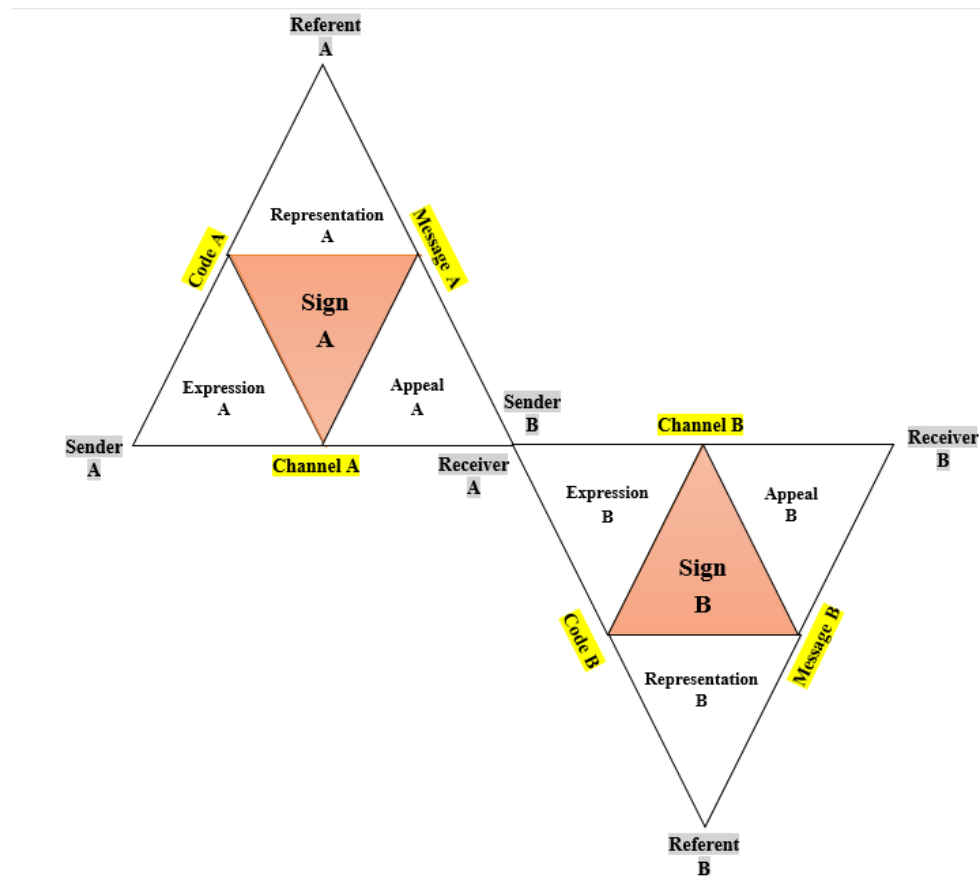 Referent
A
Representation
A
Code A
Message A
Sign
A
Expression
A
Appeal
A
Sender
A
Channel A
Receiver
A
Sender
B
Channel B
Receiver
B
Expression
B
Appeal
B
Sign
B
Code B
Message B
Representation
B
Referent
B